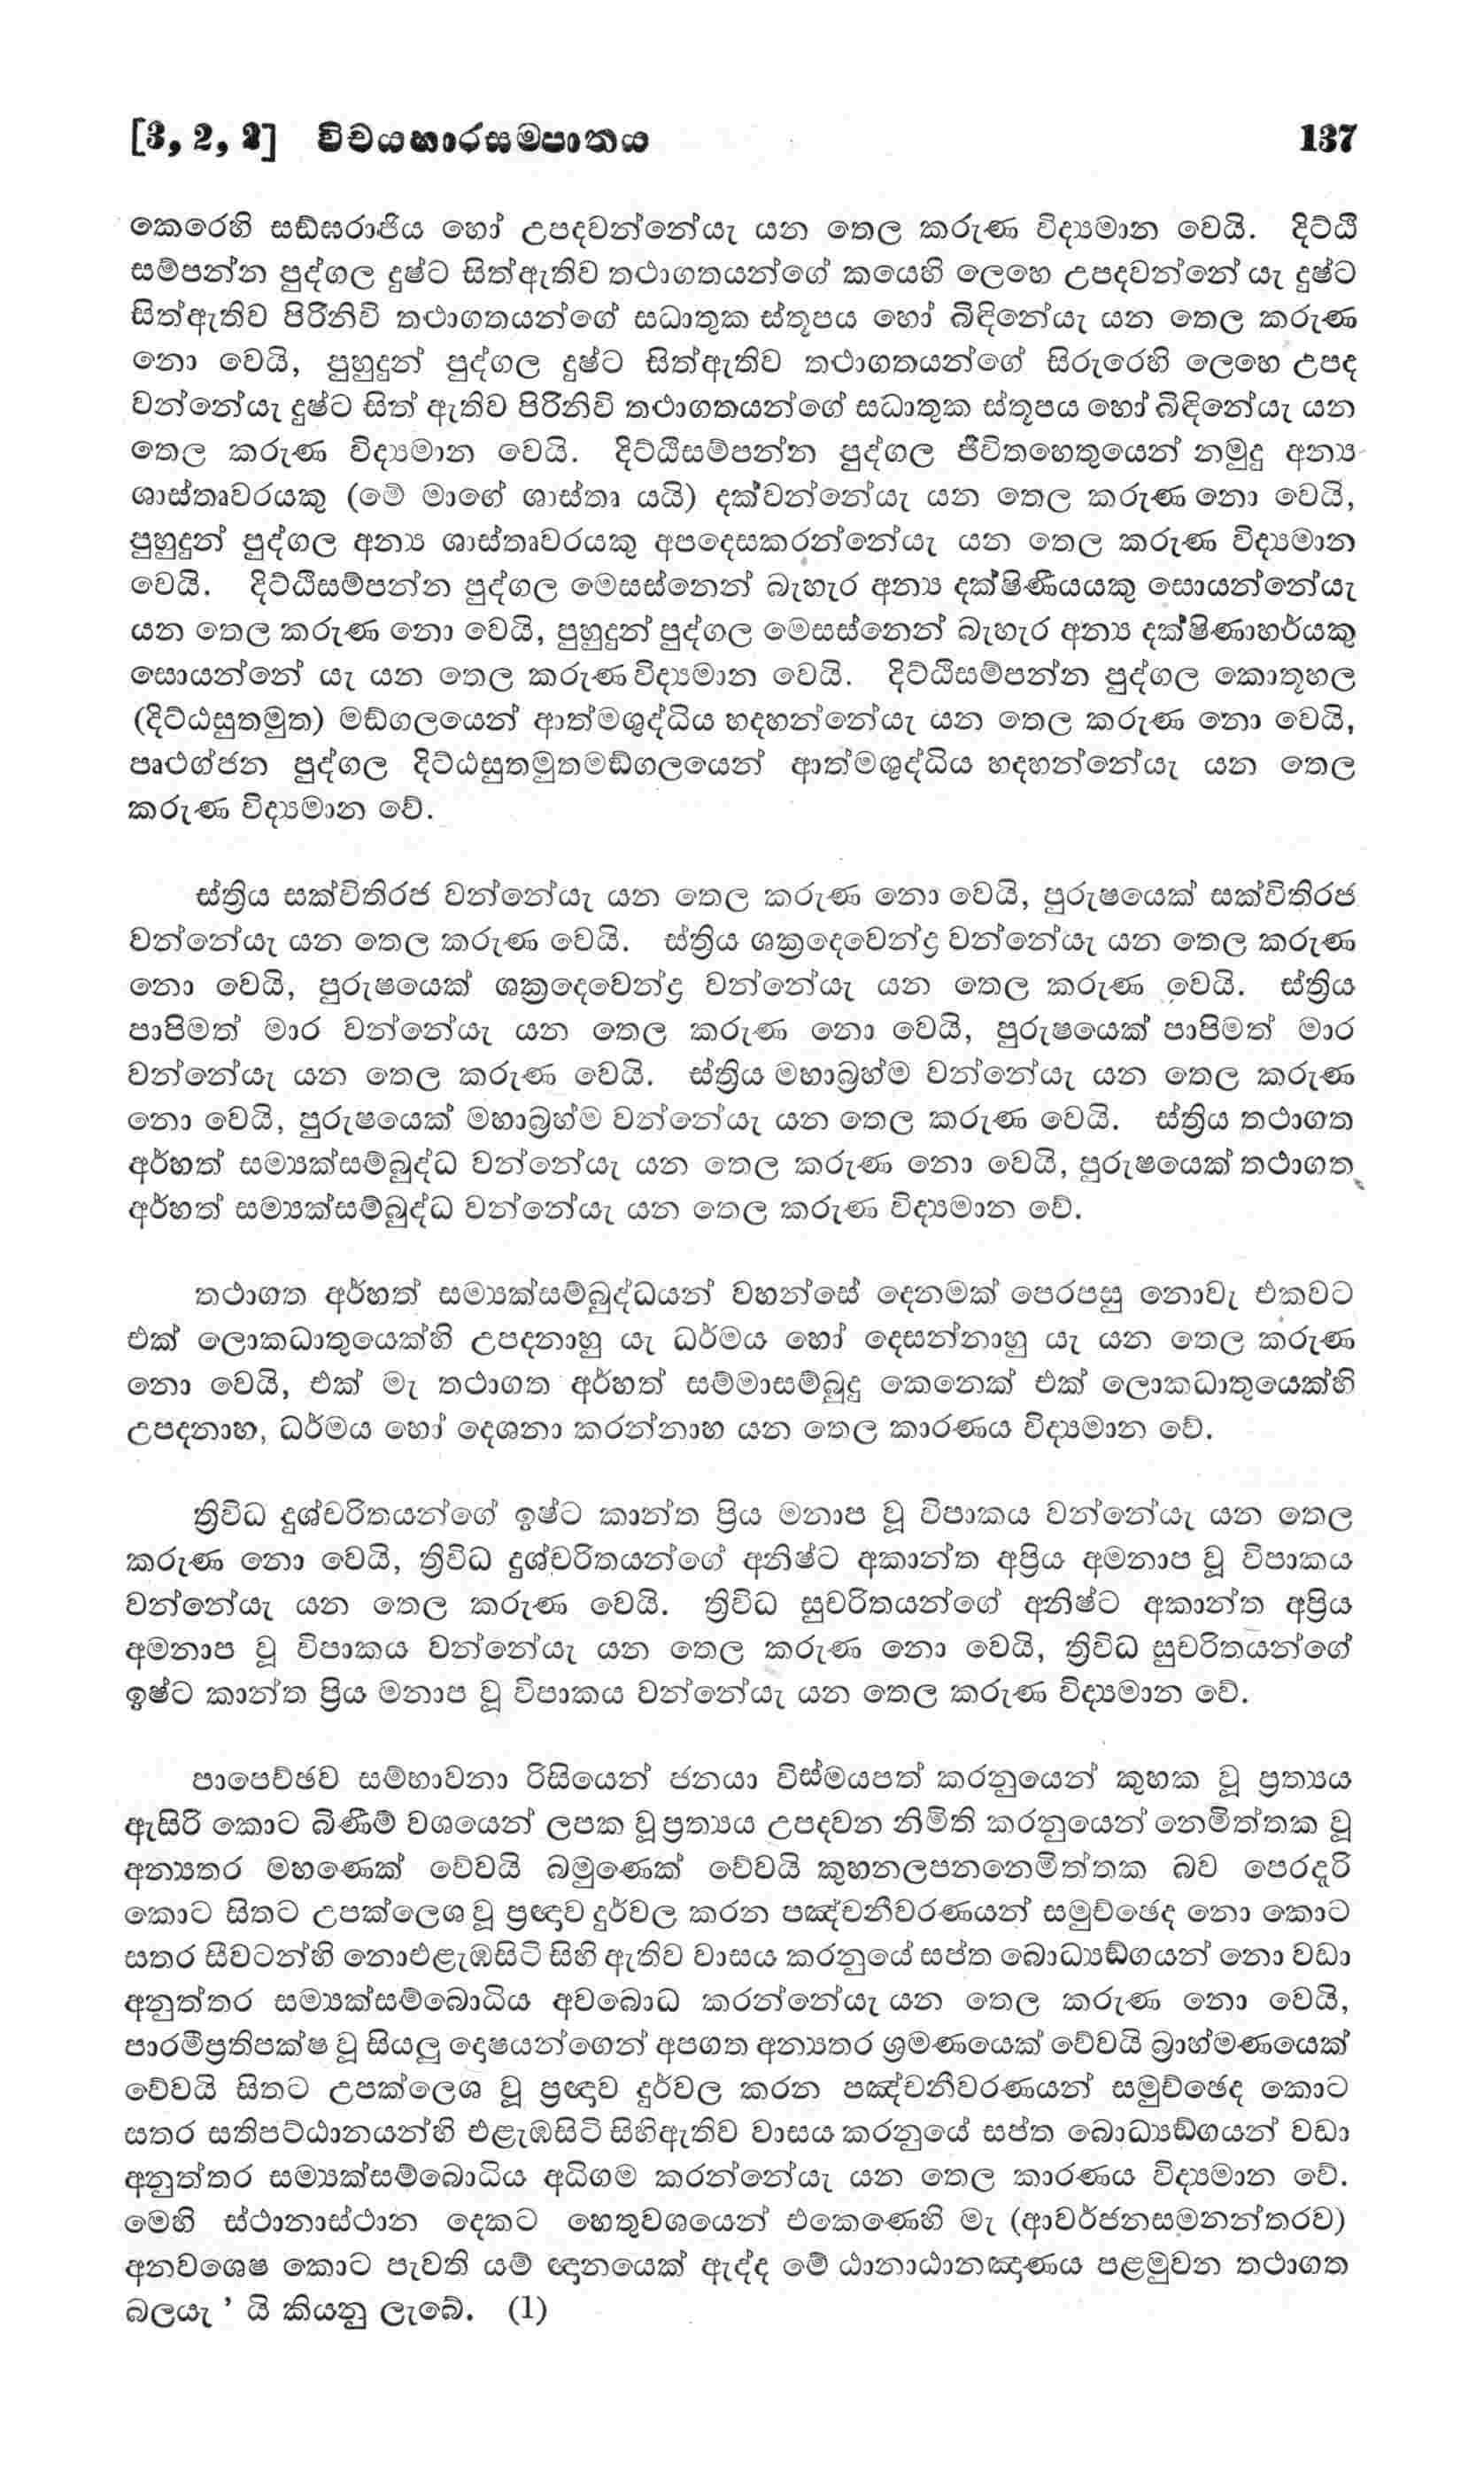 [3, 2, 2] විචයහාරසමපාතය 137
කෙරෙහි සඞ්ඝරාජිය හෝ උපදවන්නේයැ යන තෙල කරුණ විද්‍යමාන වෙයි. දිට්ඨි
සම්පන්න පුද්ගල දුෂ්ට සිත්ඇතිව තථාගතයන්ගේ කයෙහි ලෙහෙ උපදවන්නේ යැ දුෂ්ට
සිත්ඇතිව පිරිනිවි තථාගතයන්ගේ සධාතුක ස්තූපය හෝ බිඳිනේයැ යන තෙල කරුණ
නො වෙයි, පුහුදුන් පුද්ගල දුෂ්ට සිත්ඇතිව තථාගතයන්ගේ සිරුරෙහි ලෙහෙ උපද
වන්නේයැ දුෂ්ට සිත් ඇතිව පිරිනිවි තථාගතයන්ගේ සධාතුක ස්තූපය හෝ බිඳිනේයැ යන
තෙල කරුණ විද්‍යමාන වෙයි. දිට්ඨිසම්පන්න පුද්ගල ජීවිතහෙතුයෙන් නමුදු අන්‍ය
ශාස්තෘවරයකු (මේ මාගේ ශාස්තෘ යයි) දක්වන්නේයැ යන තෙල කරුණ නො වෙයි,
පුහුදුන් පුද්ගල අන්‍ය ශාස්තෘවරයකු අපදෙසකරන්නේයැ යන තෙල කරුණ විද්‍යමාන
වෙයි. දිට්ඨිසම්පන්න පුද්ගල මෙසස්නෙන් බැහැර අන්‍ය දක්ෂිණීයයකු සොයන්නේයැ
යන තෙල කරුණ නො වෙයි, පුහුදුන් පුද්ගල මෙසස්නෙන් බැහැර අන්‍ය දක්ෂිණාහර්යකු
සොයන්නේ යැ යන තෙල කරුණ විද්‍යමාන වෙයි. දිට්ඨිසම්පන්න පුද්ගල කොතූහල
(දිට්ඨසුතමුත) මඞ්ගලයෙන් ආත්මශුද්ධිය හදහන්නේයැ යන තෙල කරුණ නො වෙයි,
පෘථග්ජන පුද්ගල දිට්ඨසුතමුතමඞ්ගලයෙන් ආත්මශුද්ධිය හදහන්නේයැ යන තෙල
කරුණ විද්‍යමාන වේ.
ස්ත්‍රිය සක්විතිරජ වන්නේයැ යන තෙල කරුණ නො වෙයි, පුරුෂයෙක් සක්විතිරජ
වන්නේයැ යන තෙල කරුණ වෙයි. ස්ත්‍රිය ශක්‍රදෙවෙන්ද්‍ර වන්නේයැ යන තෙල කරුණ
නො වෙයි, පුරුෂයෙක් ශක්‍රදෙවෙන්ද්‍ර වන්නේයැ යන තෙල කරුණ වෙයි. ස්ත්‍රිය
පාපිමත් මාර වන්නේයැ යන තෙල කරුණ නො වෙයි, පුරුෂයෙක් පාපිමත් මාර
වන්නේයැ යන තෙල කරුණ වෙයි. ස්ත්‍රිය මහාබ්‍රහ්ම වන්නේයැ යන තෙල කරුණ
නො වෙයි, පුරුෂයෙක් මහාබ්‍රහ්ම වන්නේයැ යන තෙල කරුණ වෙයි. ස්ත්‍රිය තථාගත
අර්හත් සම්‍යක්සම්බුද්ධ වන්නේයැ යන තෙල කරුණ නො වෙයි, පුරුෂයෙක් තථාගත
අර්හත් සම්‍යක්සම්බුද්ධ වන්නේයැ යන තෙල කරුණ විද්‍යමාන වේ.
තථාගත අර්හත් සම්‍යක්සම්බුද්ධයන් වහන්සේ දෙනමක් පෙරපසු නොවැ එකවට
එක් ලොකධාතුයෙක්හි උපදනාහු යැ ධර්මය හෝ දෙසන්නාහු යැ යන තෙල කරුණ
නො වෙයි, එක් මැ තථාගත අර්හත් සම්මාසම්බුදු කෙනෙක් එක් ලොකධාතුයෙක්හි
උපදනාහ, ධර්මය හෝ දෙශනා කරන්නාහ යන තෙල කාරණය විද්‍යමාන වේ.
ත්‍රිවිධ දුශ්චරිතයන්ගේ ඉෂ්ට කාන්ත ප්‍රිය මනාප වූ විපාකය වන්නේයැ යන තෙල
කරුණ නො වෙයි, ත්‍රිවිධ දුශ්චරිතයන්ගේ අනිෂ්ට අකාන්ත අප්‍රිය අමනාප වූ විපාකය
වන්නේයැ යන තෙල කරුණ වෙයි. ත්‍රිවිධ සුචරිතයන්ගේ අනිෂ්ට අකාන්ත අප්‍රිය
අමනාප වූ විපාකය වන්නේයැ යන තෙල කරුණ නො වෙයි, ත්‍රිවිධ සුචරිතයන්ගේ
ඉෂ්ට කාන්ත ප්‍රිය මනාප වූ විපාකය වන්නේයැ යන තෙල කරුණ විද්‍යමාන වේ.
පාපෙච්ඡව සම්භාවනා රිසියෙන් ජනයා විස්මයපත් කරනුයෙන් කුහක වූ ප්‍රත්‍යය
ඇසිරි කොට බිණීම් වශයෙන් ලපක වූ ප්‍රත්‍යය උපදවන නිමිති කරනුයෙන් නෙමිත්තක වූ
අන්‍යතර මහණෙක් වේවයි බමුණෙක් වේවයි කුහනලපනනෙමිත්තක බව පෙරදැරි
කොට සිතට උපක්ලෙශ වූ ප්‍රඥාව දුර්වල කරන පඤ්චනීවරණයන් සමුච්ඡෙද නො කොට
සතර සීවටන්හි නොඑළැඹසිටි සිහි ඇතිව වාසය කරනුයේ සප්ත බොධ්‍යඞ්ගයන් නො වඩා
අනුත්තර සම්‍යක්සම්බොධිය අවබොධ කරන්නේයැ යන තෙල කරුණ නො වෙයි,
පාරමීප්‍රතිපක්ෂ වූ සියලු දෙෂයන්ගෙන් අපගත අන්‍යතර ශ්‍රමණයෙක් වේවයි බ්‍රාහ්මණයෙක්
වේවයි සිතට උපක්ලෙශ වූ ප්‍රඥාව දුර්වල කරන පඤ්චනීවරණයන් සමුච්ඡෙද කොට
සතර සතිපට්ඨානයන්හි එළැඹසිටි සිහිඇතිව වාසය කරනුයේ සප්ත බොධ්‍යඞ්ගයන් වඩා
අනුත්තර සම්‍යක්සම්බොධිය අධිගම කරන්නේයැ යන තෙල කාරණය විද්‍යමාන වේ.
මෙහි ස්ථානාස්ථාන දෙකට හෙතුවශයෙන් එකෙණෙහි මැ (ආවර්ජනසමනන්තරව)
අනවශෙෂ කොට පැවති යම් ඥානයෙක් ඇද්ද මේ ඨානාඨානඤාණය පළමුවන තථාගත
බලයැ ’ යි කියනු ලැබේ. (1)